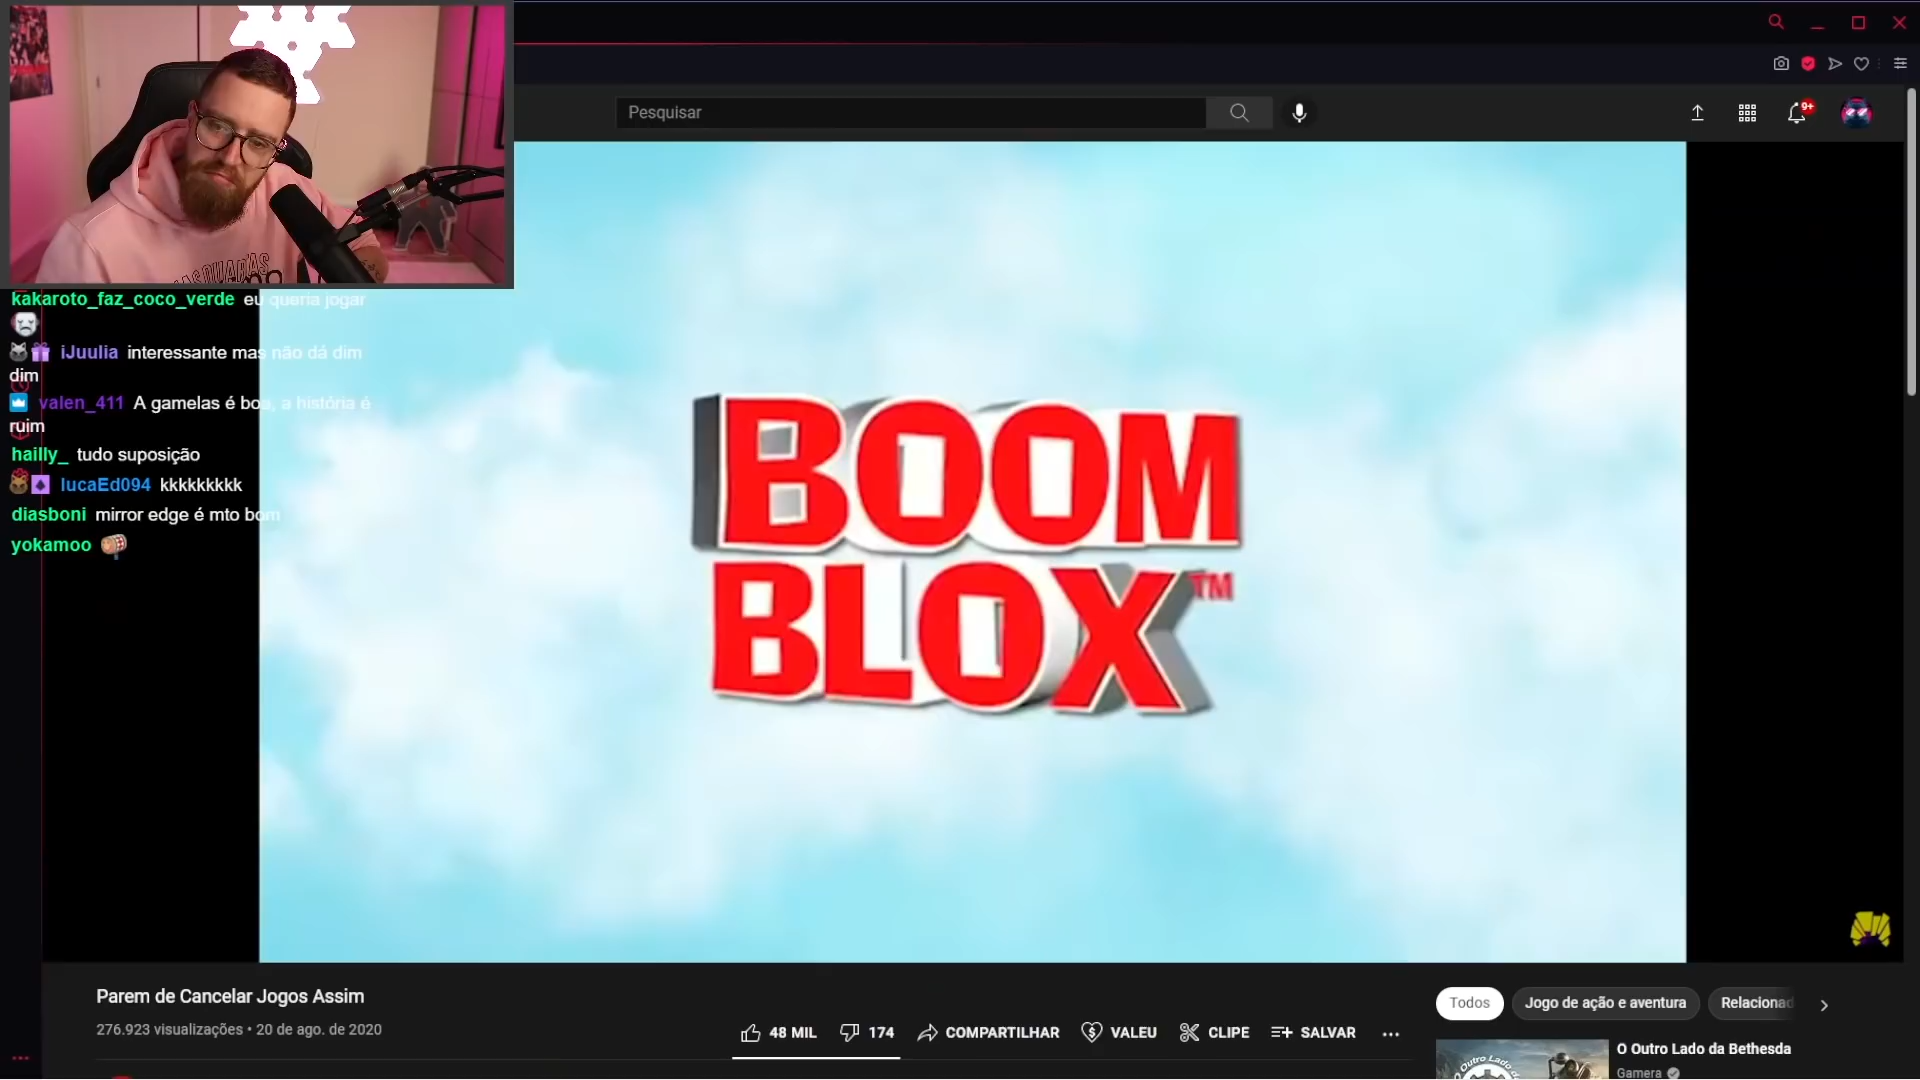 Pesquisar
9+
kakaroto_faz_coco_verde eu queria jogar
iJuulia interessante mas não dá dim
dim
valen_411 A gamelas é boa, a história é
ruim
hailly_ tudo suposição
lucaEd094 kkkkkkkkk
diasboni mirror edge é mto bom
yokamoo
BOOM
BLOX™
Parem de Cancelar Jogos Assim
276.923 visualizações • 20 de ago. de 2020
48 MIL
174
COMPARTILHAR
VALEU
CLIPE
SALVAR
Todos
Jogo de ação e aventura
Relacionad
O Outro Lado da Bethesda
Gamera